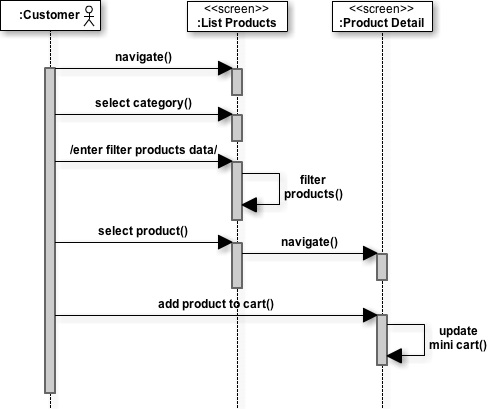 :Customer
<<screen>>
:List Products
<<screen>>
:Product Detail
navigate()
select category()
/enter filter products data/
filter
products()
select product()
navigate()
add product to cart()
update
mini cart()